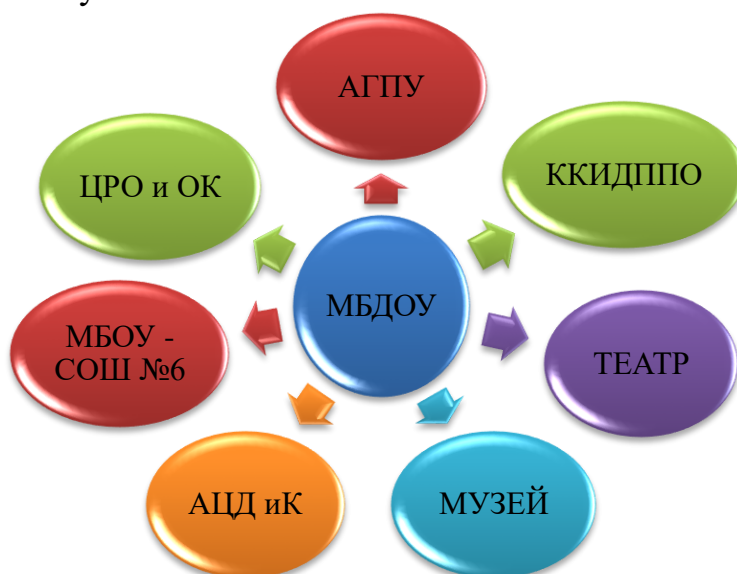 АГПУ
ЦРО и ОК
ККИДППО
МБДОУ
МБОУ -
СОШ №6
ТЕАТР
АЦД иК
МУЗЕЙ